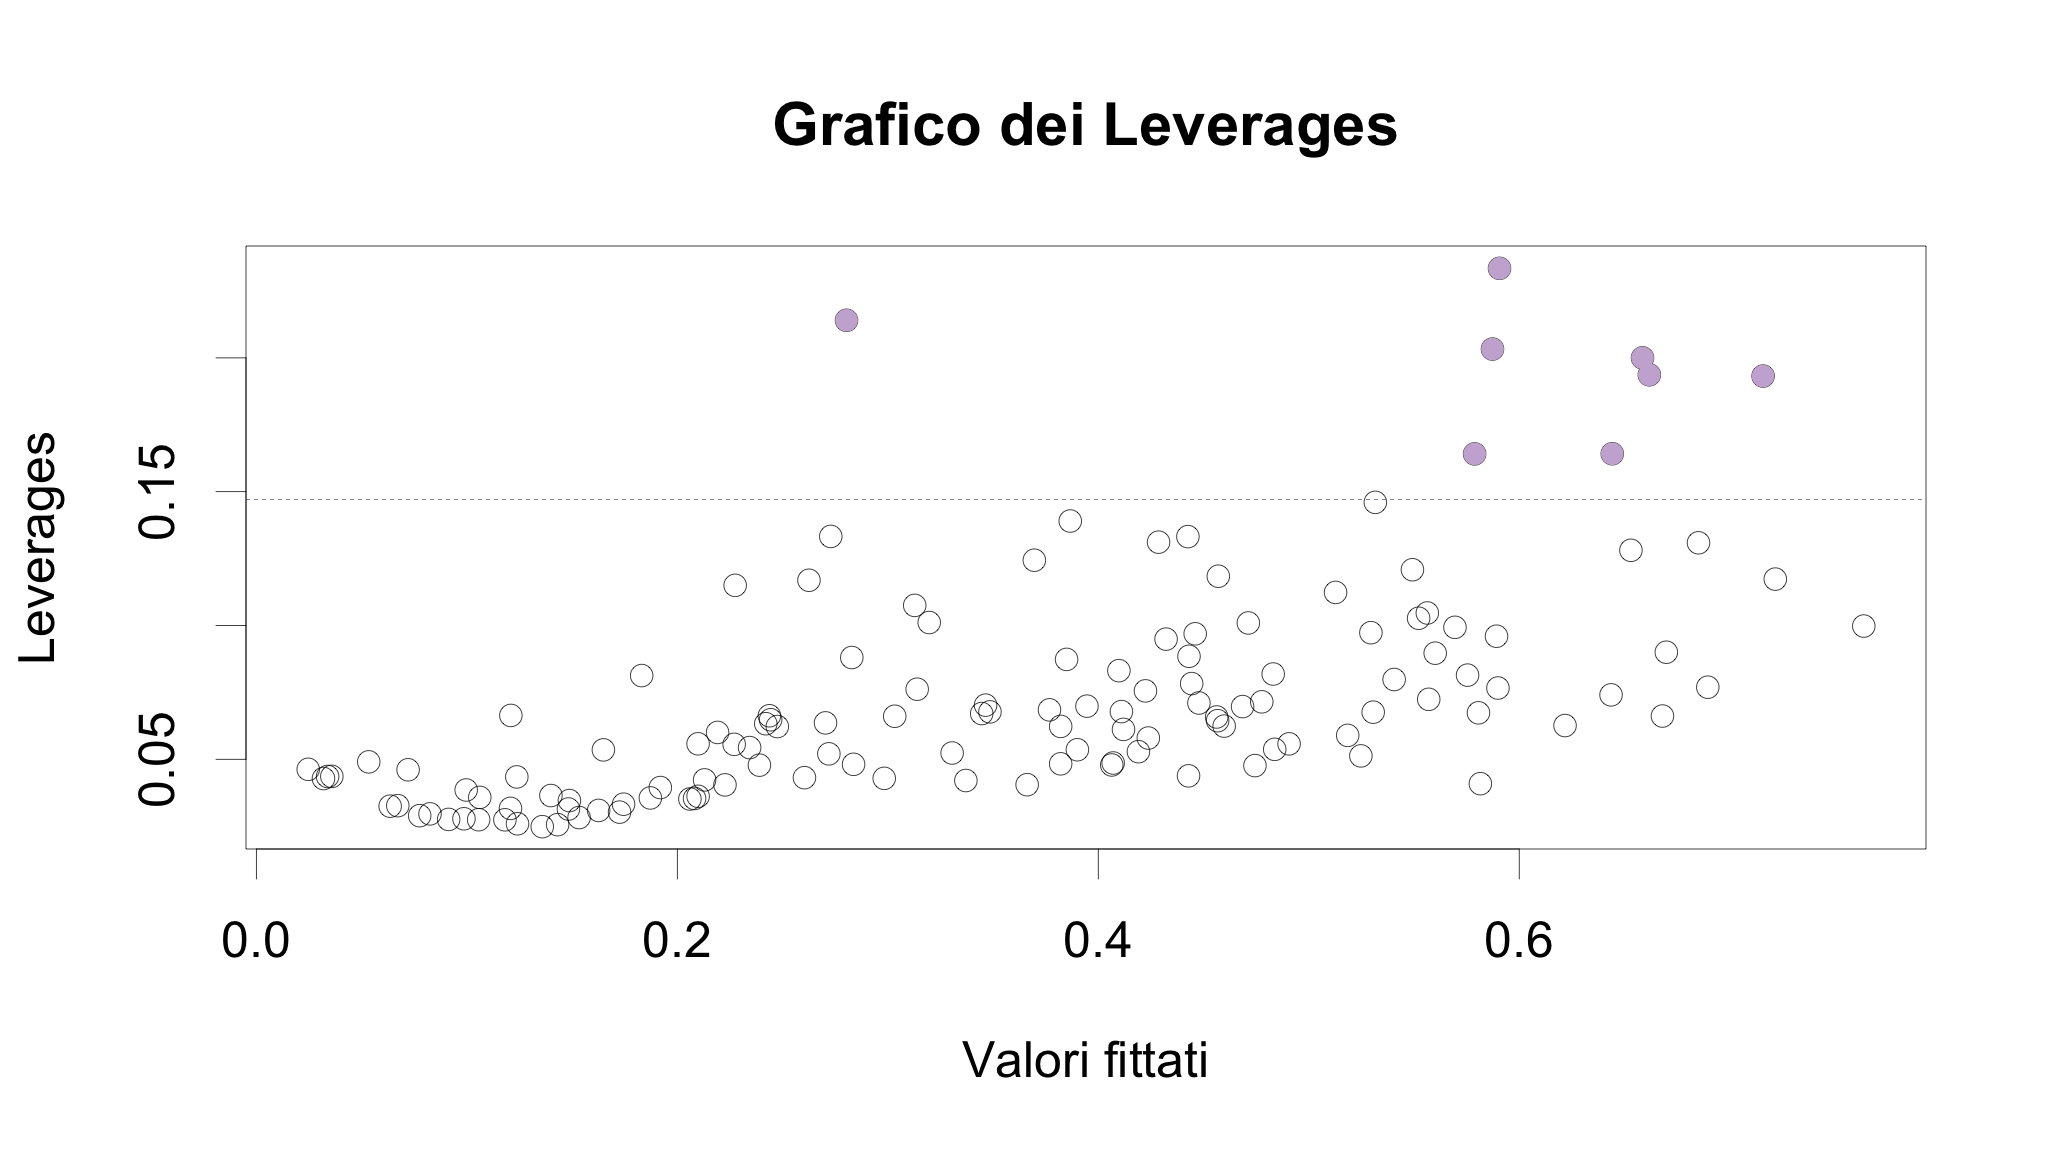 Grafico dei Leverages
Leverages
0.15
0.05
0.0 0.2 0.4 0.6
Valori fittati